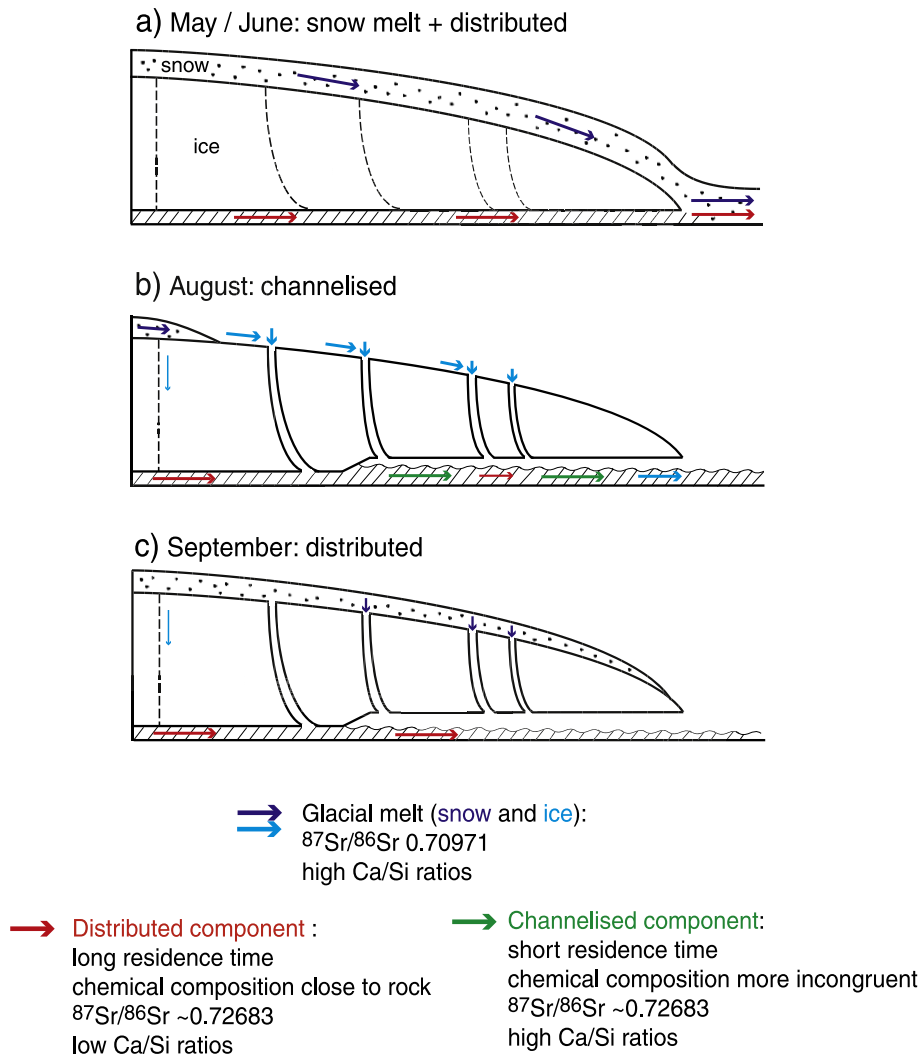 a) May / June: snow melt + distributed
snow
ice
b) August: channelised
c) September: distributed
Glacial melt (snow and ice):
⁸⁷Sr/⁸⁶Sr 0.70971
high Ca/Si ratios
Distributed component :
long residence time
chemical composition close to rock
⁸⁷Sr/⁸⁶Sr ~0.72683
low Ca/Si ratios
Channelised component:
short residence time
chemical composition more incongruent
⁸⁷Sr/⁸⁶Sr ~0.72683
high Ca/Si ratios